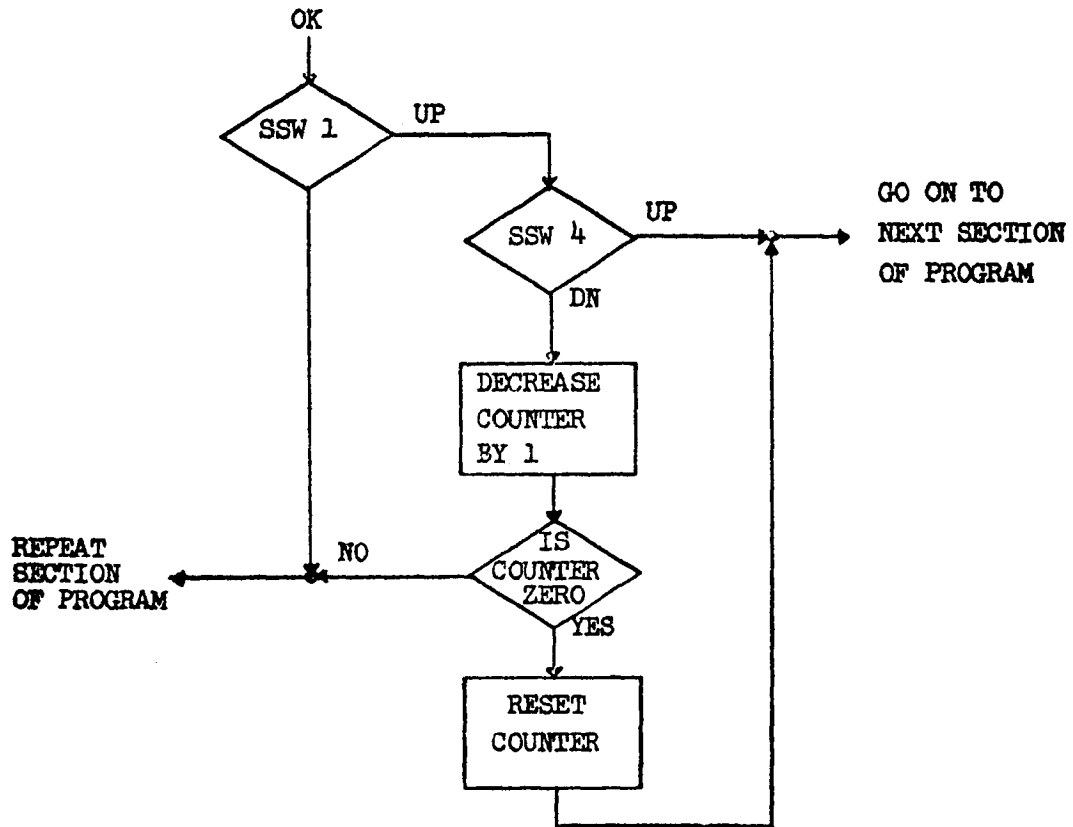 OK
SSW 1
UP
SSW 4
UP
GO ON TO
NEXT SECTION
OF PROGRAM
DN
DECREASE
COUNTER
BY 1
IS
COUNTER
ZERO
NO
REPEAT
SECTION
OF PROGRAM
YES
RESET
COUNTER